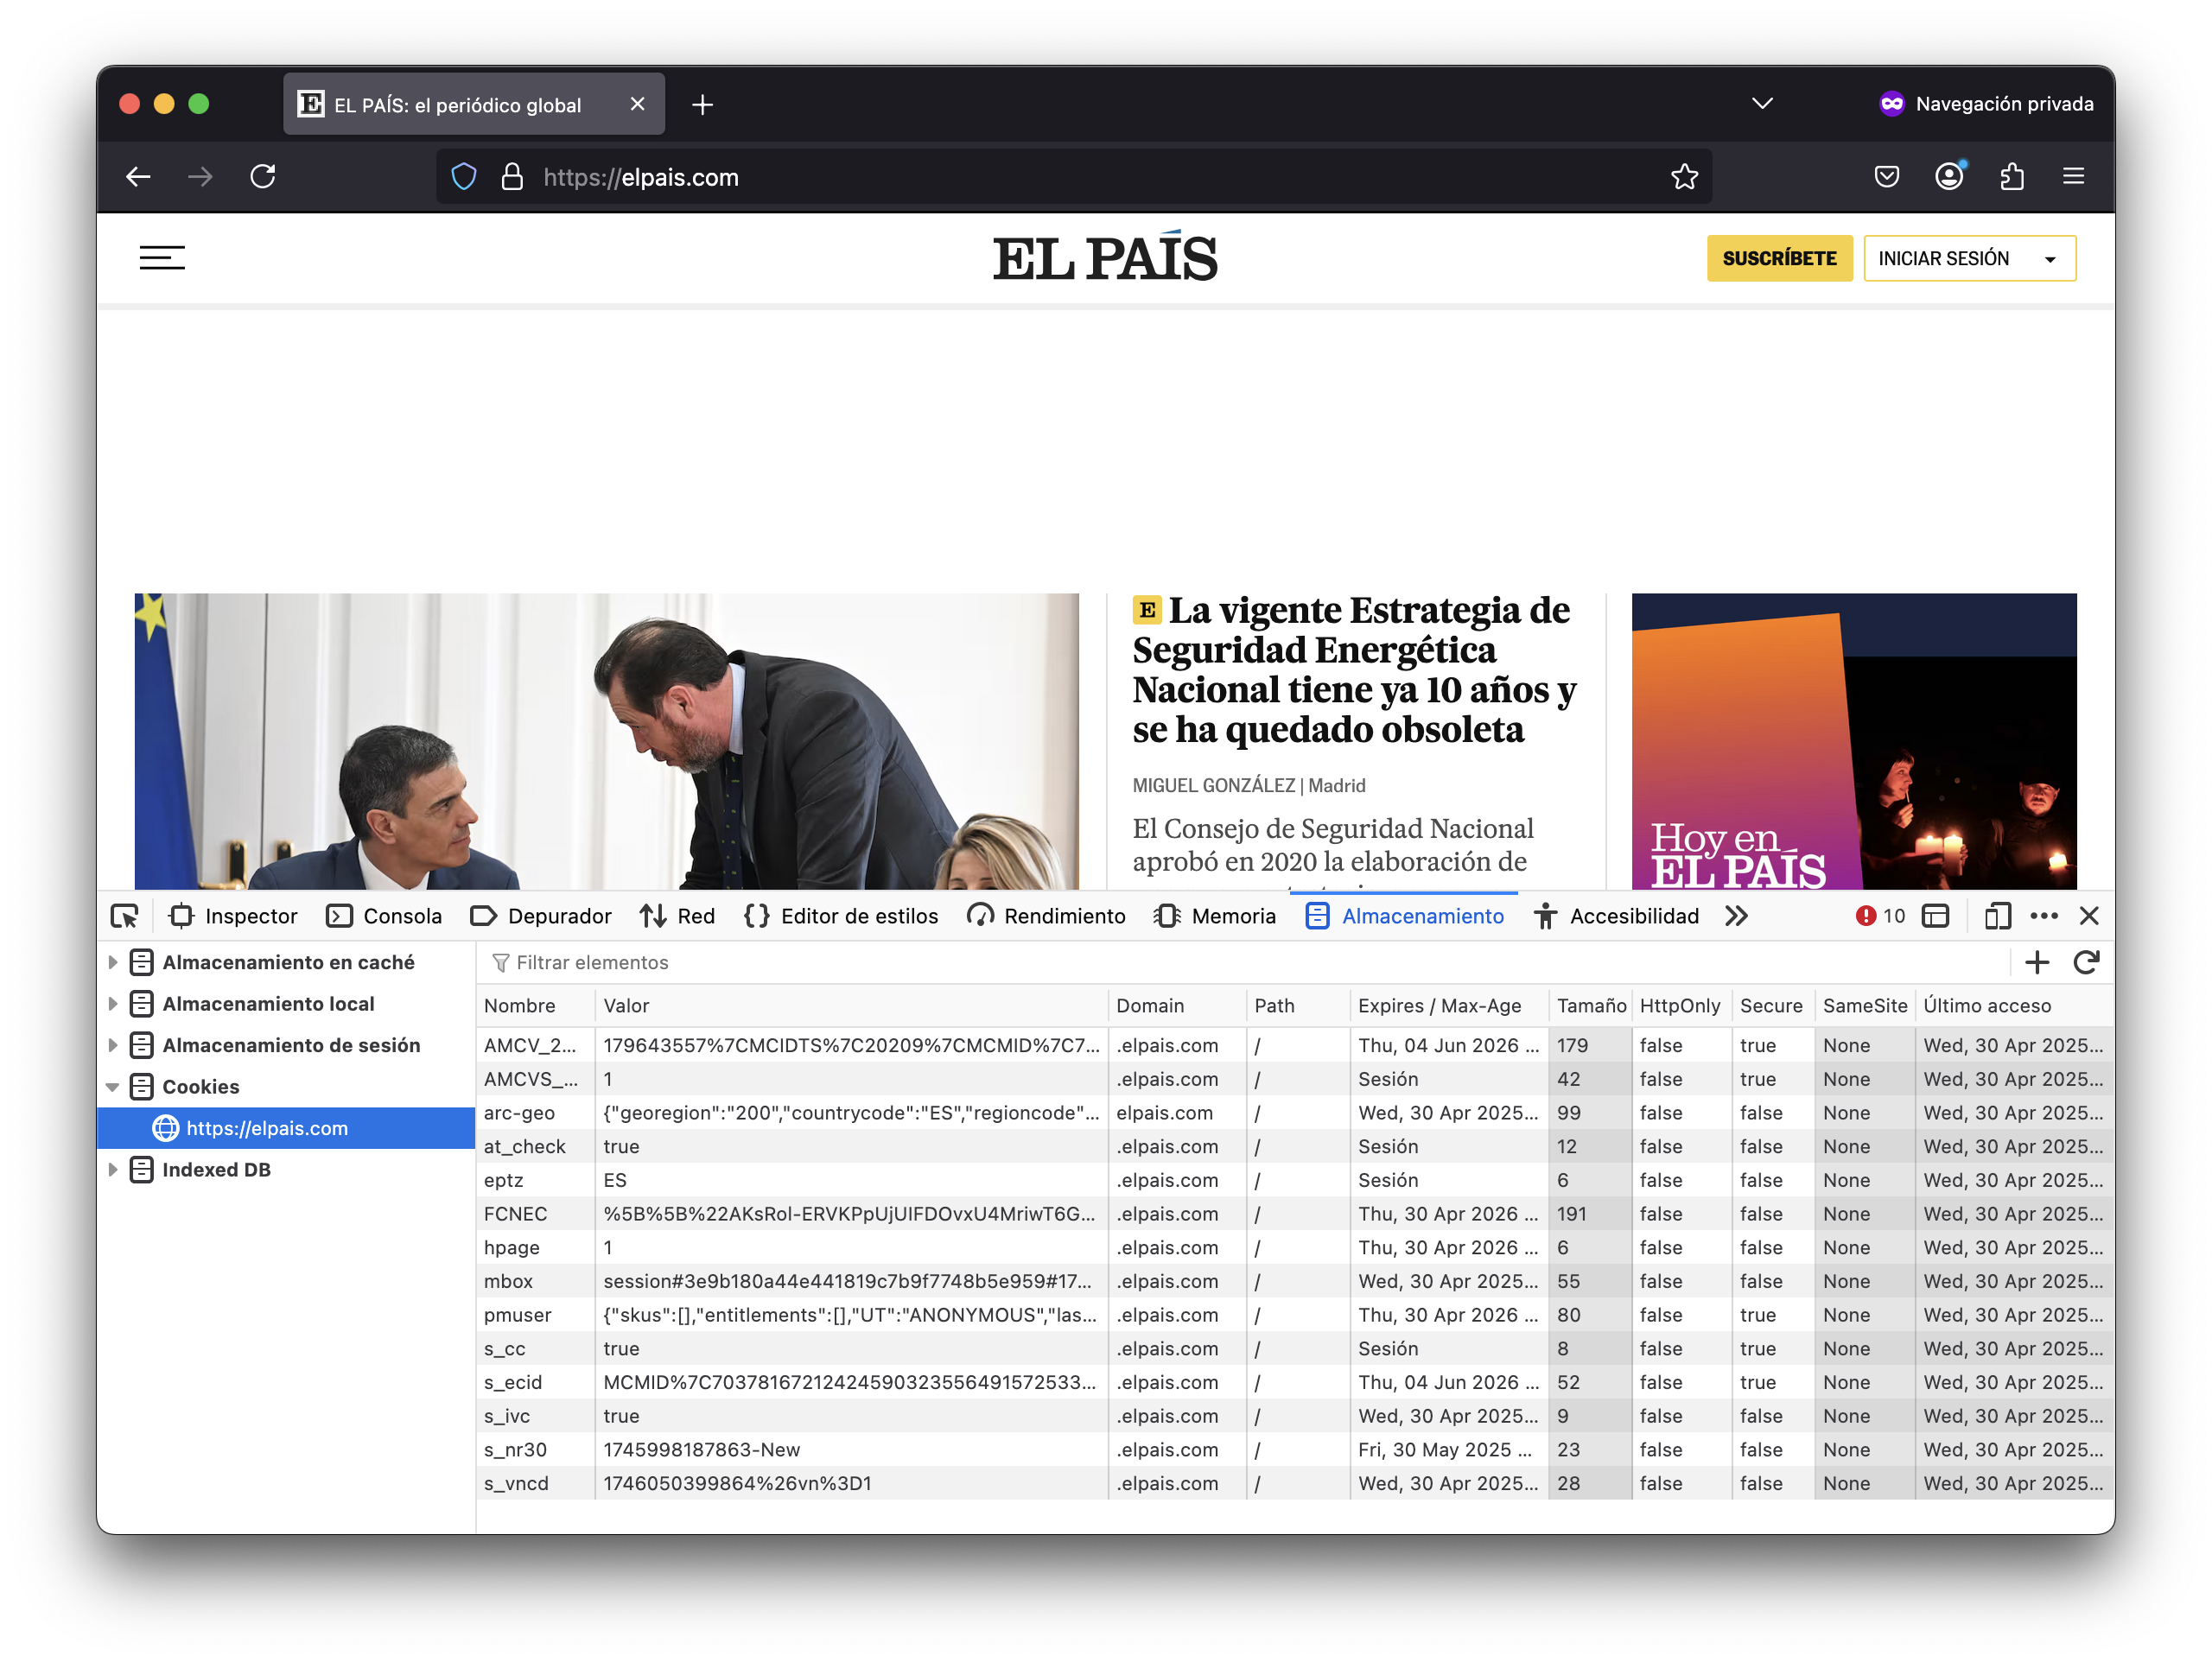 EL PAÍS: el periódico global
Navegación privada
https://elpais.com
EL PAÍS
SUSCRÍBETE
INICIAR SESIÓN
E La vigente Estrategia de
Seguridad Energética
Nacional tiene ya 10 años y
se ha quedado obsoleta
MIGUEL GONZÁLEZ | Madrid
El Consejo de Seguridad Nacional
aprobó en 2020 la elaboración de
Hoy en
EL PAÍS
Inspector Consola Depurador Red Editor de estilos Rendimiento Memoria Almacenamiento Accesibilidad 10
Almacenamiento en caché
Almacenamiento local
Almacenamiento de sesión
Cookies
https://elpais.com
Indexed DB
Filtrar elementos
Nombre Valor Domain Path Expires / Max-Age Tamaño HttpOnly Secure SameSite Último acceso
AMCV_2... 179643557%7CMCIDTS%7C20209%7CMCMID%7C7... .elpais.com / Thu, 04 Jun 2026 ... 179 false true None Wed, 30 Apr 2025...
AMCVS_... 1 .elpais.com / Sesión 42 false true None Wed, 30 Apr 2025...
arc-geo {"georegion":"200","countrycode":"ES","regioncode"... elpais.com / Wed, 30 Apr 2025... 99 false false None Wed, 30 Apr 2025...
at_check true .elpais.com / Sesión 12 false false None Wed, 30 Apr 2025...
eptz ES .elpais.com / Sesión 6 false false None Wed, 30 Apr 2025...
FCNEC %5B%5B%22AKsRol-ERVKPpUjUIFDOvxU4MriwT6G... .elpais.com / Thu, 30 Apr 2026 ... 191 false false None Wed, 30 Apr 2025...
hpage 1 .elpais.com / Thu, 30 Apr 2026 ... 6 false false None Wed, 30 Apr 2025...
mbox session#3e9b180a44e441819c7b9f7748b5e959#17... .elpais.com / Wed, 30 Apr 2025... 55 false false None Wed, 30 Apr 2025...
pmuser {"skus":[],"entitlements":[],"UT":"ANONYMOUS","las... .elpais.com / Thu, 30 Apr 2026 ... 80 false true None Wed, 30 Apr 2025...
s_cc true .elpais.com / Sesión 8 false true None Wed, 30 Apr 2025...
s_ecid MCMID%7C70378167212424590323556491572533... .elpais.com / Thu, 04 Jun 2026 ... 52 false true None Wed, 30 Apr 2025...
s_ivc true .elpais.com / Wed, 30 Apr 2025... 9 false false None Wed, 30 Apr 2025...
s_nr30 1745998187863-New .elpais.com / Fri, 30 May 2025 ... 23 false false None Wed, 30 Apr 2025...
s_vncd 1746050399864%26vn%3D1 .elpais.com / Wed, 30 Apr 2025... 28 false false None Wed, 30 Apr 2025...